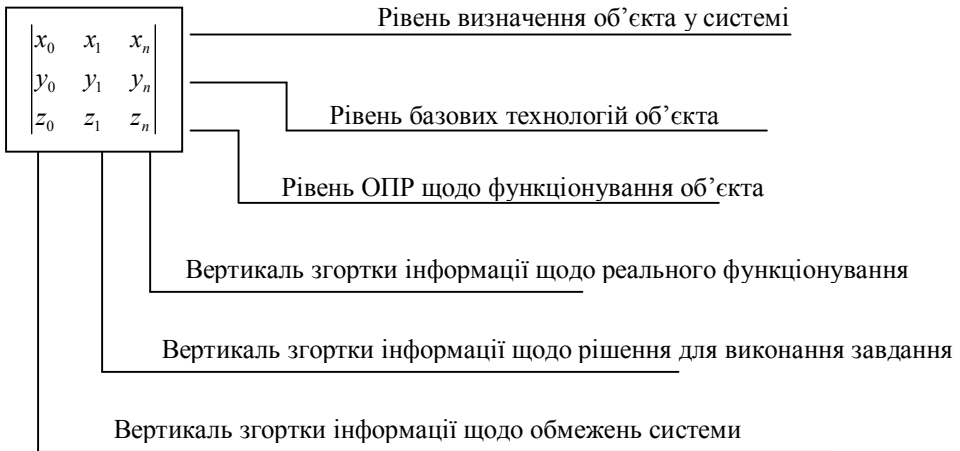 Рівень визначення об’єкта у системі
x₀ x₁ xₙ
y₀ y₁ yₙ
z₀ z₁ zₙ
Рівень базових технологій об’єкта
Рівень ОПР щодо функціонування об’єкта
Вертикаль згортки інформації щодо реального функціонування
Вертикаль згортки інформації щодо рішення для виконання завдання
Вертикаль згортки інформації щодо обмежень системи